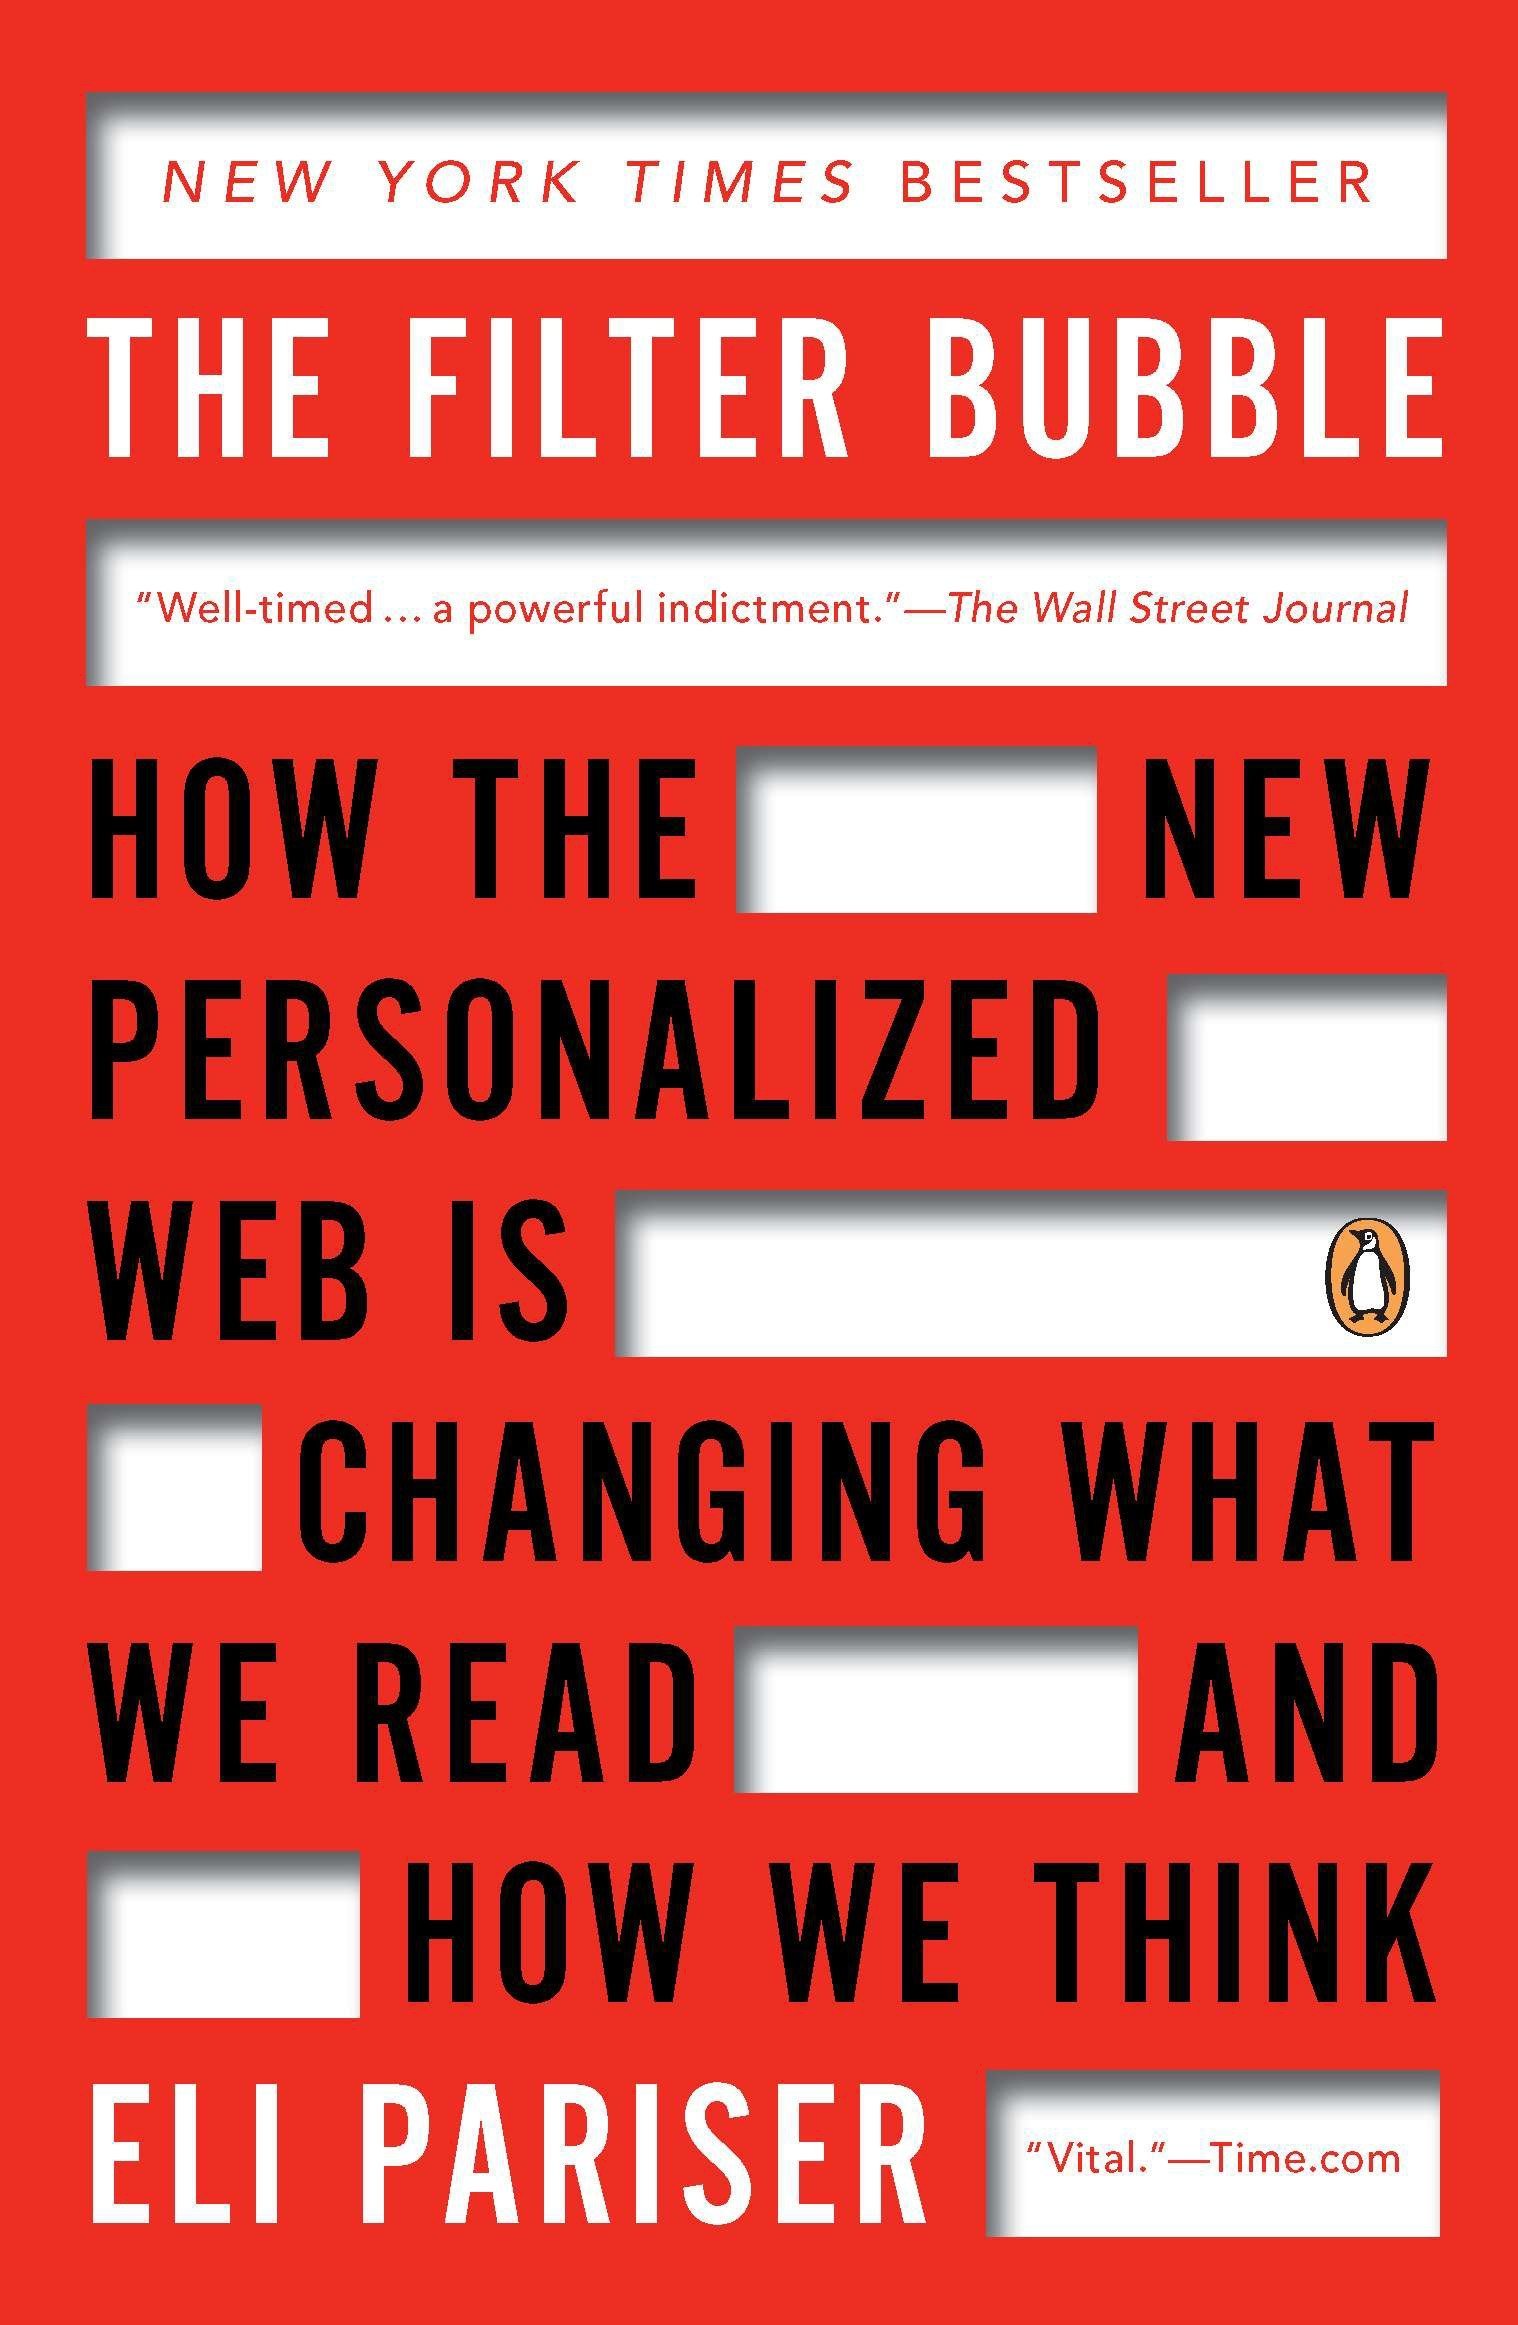 NEW YORK TIMES BESTSELLER
THE FILTER BUBBLE
"Well-timed ... a powerful indictment."—The Wall Street Journal
HOW THE NEW
PERSONALIZED
WEB IS
CHANGING WHAT
WE READ AND
HOW WE THINK
ELI PARISER
"Vital."—Time.com